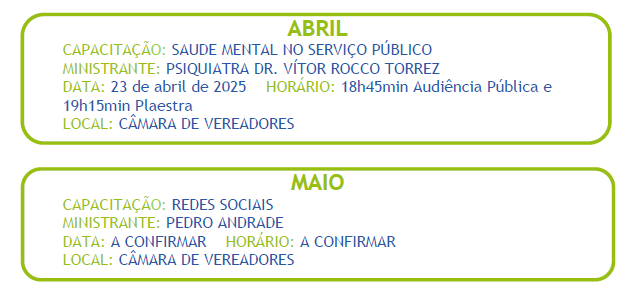 ABRIL
CAPACITAÇÃO: SAUDE MENTAL NO SERVIÇO PÚBLICO
MINISTRANTE: PSIQUIATRA DR. VÍTOR ROCCO TORREZ
DATA: 23 de abril de 2025 HORÁRIO: 18h45min Audiência Pública e
19h15min Plaestra
LOCAL: CÂMARA DE VEREADORES
MAIO
CAPACITAÇÃO: REDES SOCIAIS
MINISTRANTE: PEDRO ANDRADE
DATA: A CONFIRMAR HORÁRIO: A CONFIRMAR
LOCAL: CÂMARA DE VEREADORES